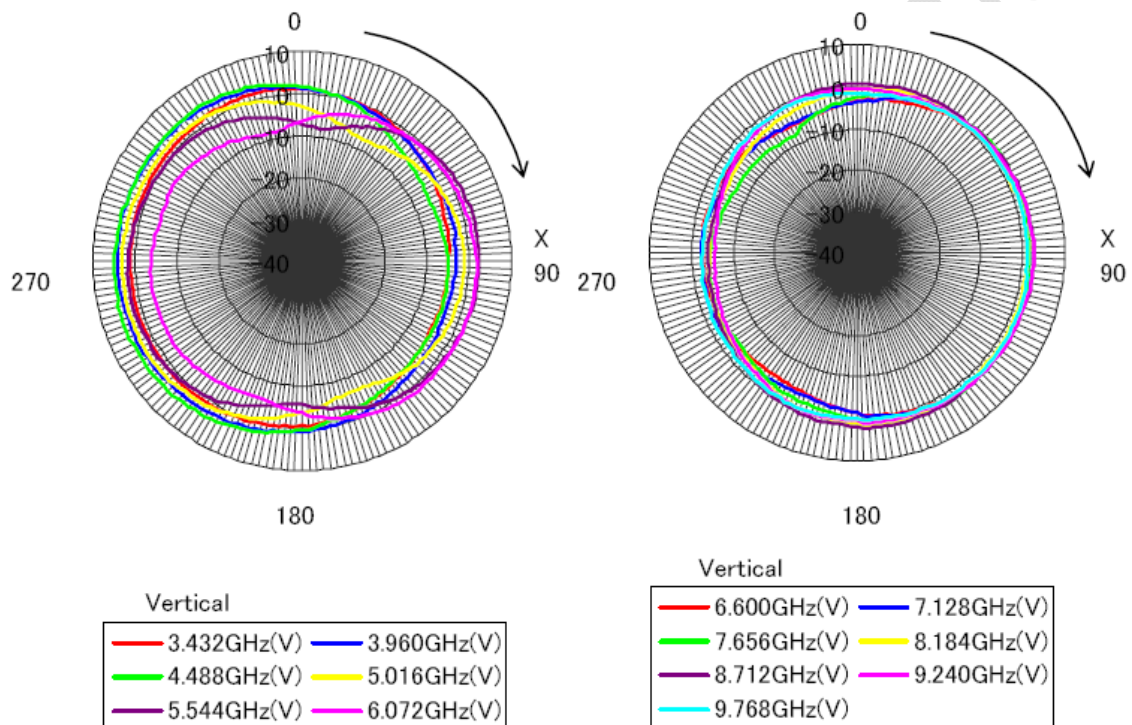 0 0
10 10
0 0
-10 -10
-20 -20
-30 -30
-40 -40
X X
270 90 270 90
180 180
Vertical Vertical
3.432GHz(V) 3.960GHz(V) 6.600GHz(V) 7.128GHz(V)
4.488GHz(V) 5.016GHz(V) 7.656GHz(V) 8.184GHz(V)
5.544GHz(V) 6.072GHz(V) 8.712GHz(V) 9.240GHz(V)
9.768GHz(V)